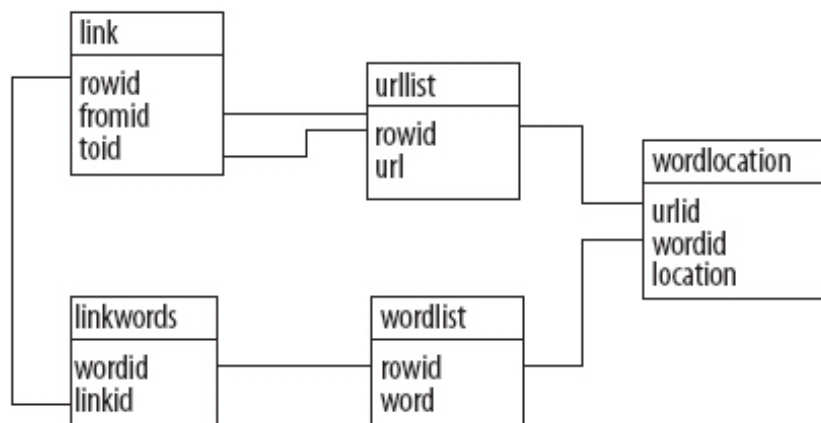 link
rowid
fromid
toid
urllist
rowid
url
wordlocation
urlid
wordid
location
linkwords
wordid
linkid
wordlist
rowid
word